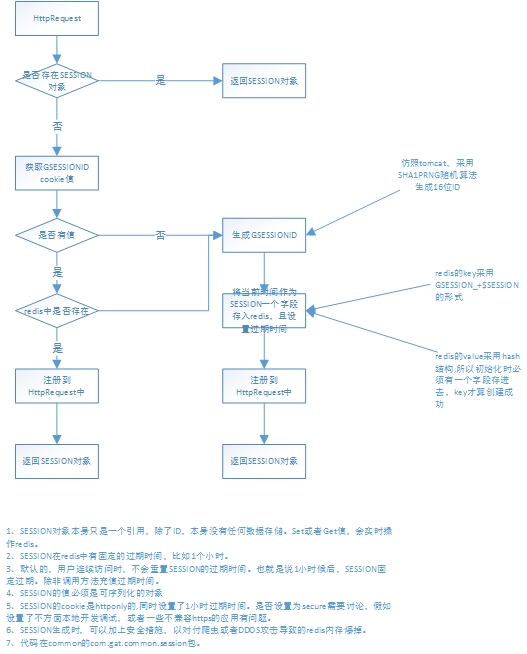 HttpRequest
是否存在SESSION
对象
是
返回SESSION对象
否
获取GSESSIONID
cookie值
仿照tomcat，采用
SHA1PRNG随机算法
生成16位ID
是否有值
否
生成GSESSIONID
是
redis的key采用
GSESSION_+$SESSION
的形式
将当前时间作为
SESSION一个字段
存入redis，且设
置过期时间
redis中是否存在
是
redis的value采用hash
结构,所以初始化时必
须有一个字段存进
去，key才算创建成
功
注册到
HttpRequest中
注册到
HttpRequest中
返回SESSION对象
返回SESSION对象
1、SESSION对象本身只是一个引用，除了ID，本身没有任何数据存储。Set或者Get值，会实时操
作redis。
2、SESSION在redis中有固定的过期时间，比如1个小时。
3、默认的，用户连续访问时，不会重置SESSION的过期时间。也就是说1小时候后，SESSION固
定过期。除非调用方法充值过期时间。
4、SESSION的值必须是可序列化的对象
5、SESSION的cookie是httponly的,同时设置了1小时过期时间。是否设置为secure需要讨论，假如
设置了不方面本地开发调试，或者一些不兼容https的应用有问题。
6、SESSION生成时，可以加上安全措施，以对付爬虫或者DDOS攻击导致的redis内存爆掉。
7、代码在common的com.gat.common.session包。